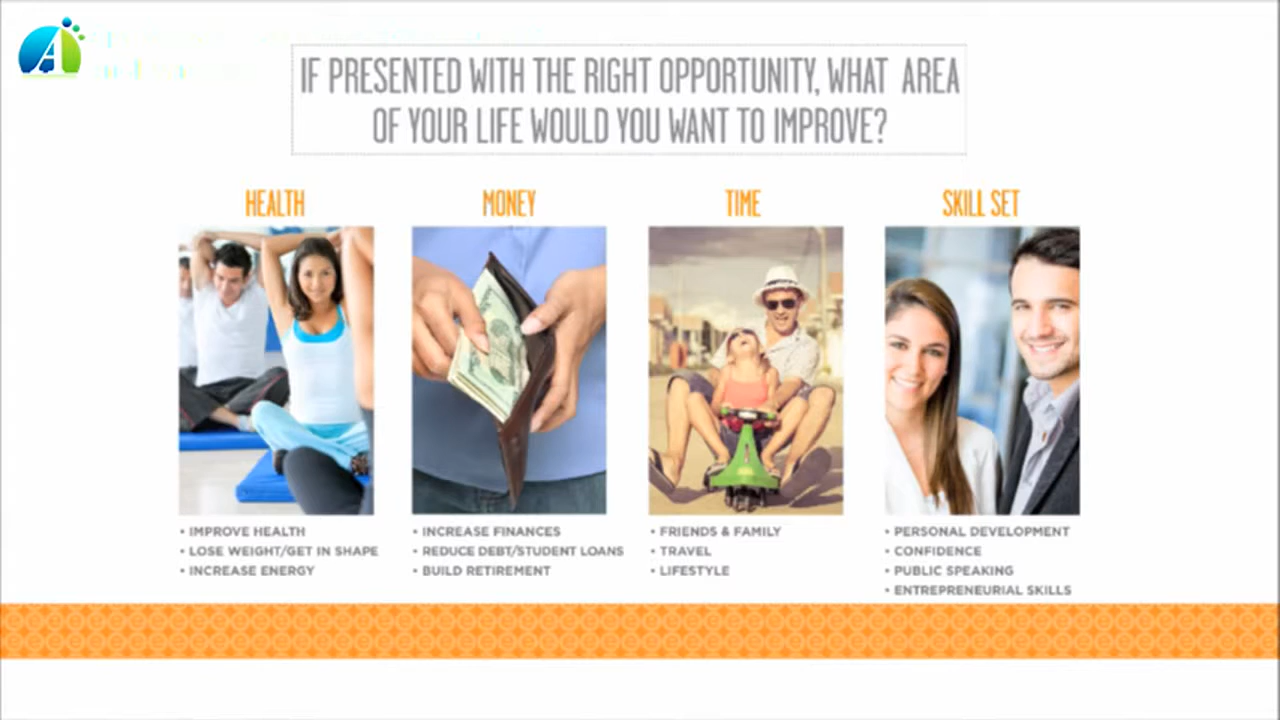 IF PRESENTED WITH THE RIGHT OPPORTUNITY, WHAT AREA
OF YOUR LIFE WOULD YOU WANT TO IMPROVE?
HEALTH
• IMPROVE HEALTH
• LOSE WEIGHT/GET IN SHAPE
• INCREASE ENERGY
MONEY
• INCREASE FINANCES
• REDUCE DEBT/STUDENT LOANS
• BUILD RETIREMENT
TIME
• FRIENDS & FAMILY
• TRAVEL
• LIFESTYLE
SKILL SET
• PERSONAL DEVELOPMENT
• CONFIDENCE
• PUBLIC SPEAKING
• ENTREPRENEURIAL SKILLS